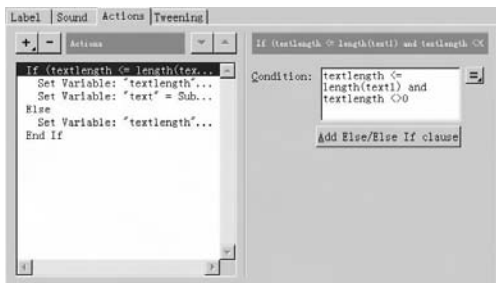 Label Sound Actions Tweening
+ - Actions
If (textlength <= length(tex...
Set Variable: "textlength"...
Set Variable: "text" = Sub...
Else
Set Variable: "textlength"...
End If
If (textlength <= length(text1) and textlength <>
Condition:
textlength <=
length(text1) and
textlength <>0
Add Else/Else If clause